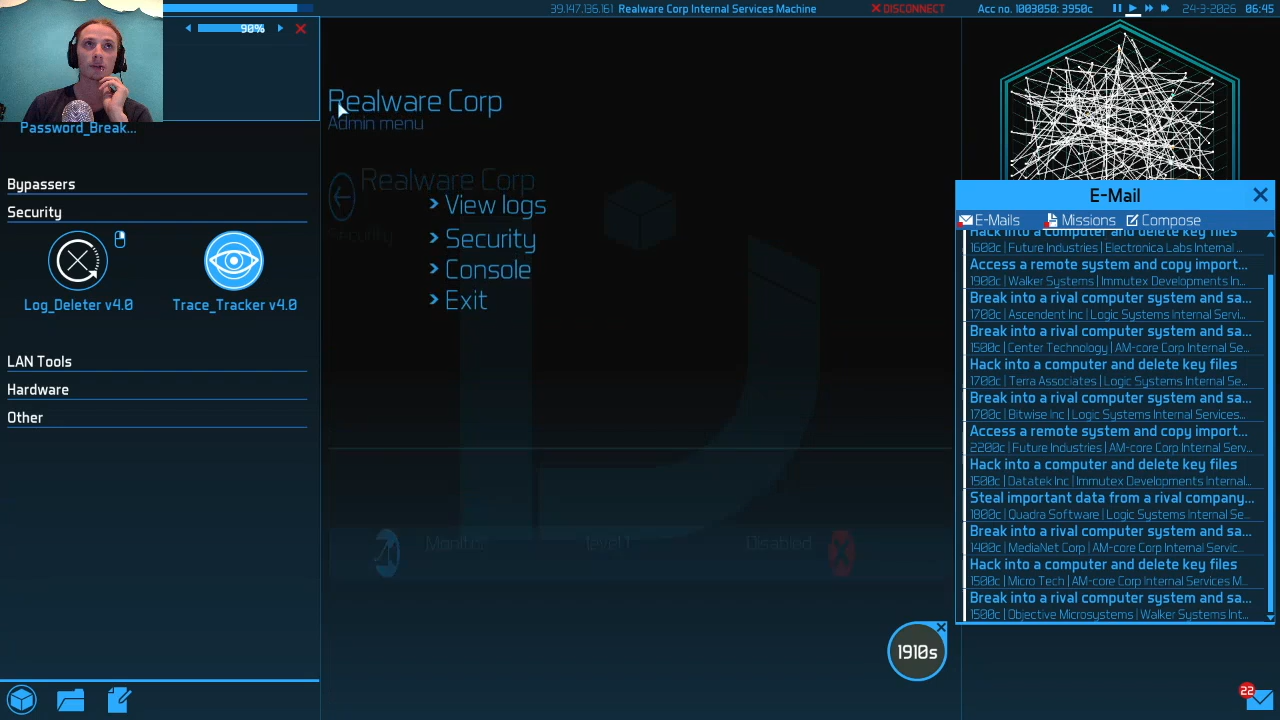 39.147.136.161 Realware Corp Internal Services Machine
DISCONNECT
Acc no. 1003050: 3950c
24-3-2026 06:45
90%
Password_Break...
Bypassers
Security
Log_Deleter v4.0
Trace_Tracker v4.0
LAN Tools
Hardware
Other
Realware Corp
Admin menu
Realware Corp
Security
> View logs
> Security
> Console
> Exit
Monitor
level 1
Disabled
1910s
E-Mail
E-Mails
Missions
Compose
Hack into a computer and delete key files
1600c | Future Industries | Electronica Labs Internal ...
Access a remote system and copy import...
1900c | Walker Systems | Immutex Developments In...
Break into a rival computer system and sa...
1700c | Ascendent Inc | Logic Systems Internal Servi...
Break into a rival computer system and sa...
1500c | Center Technology | AM-core Corp Internal Se...
Hack into a computer and delete key files
1700c | Terra Associates | Logic Systems Internal Se...
Break into a rival computer system and sa...
1700c | Bitwise Inc | Logic Systems Internal Services...
Access a remote system and copy import...
2200c | Future Industries | AM-core Corp Internal Serv...
Hack into a computer and delete key files
1500c | Datatek Inc | Immutex Developments Internal...
Steal important data from a rival company...
1800c | Quadra Software | Logic Systems Internal Se...
Break into a rival computer system and sa...
1400c | MediaNet Corp | AM-core Corp Internal Servic...
Hack into a computer and delete key files
1500c | Micro Tech | AM-core Corp Internal Services M...
Break into a rival computer system and sa...
1500c | Objective Microsystems | Walker Systems Int...
22